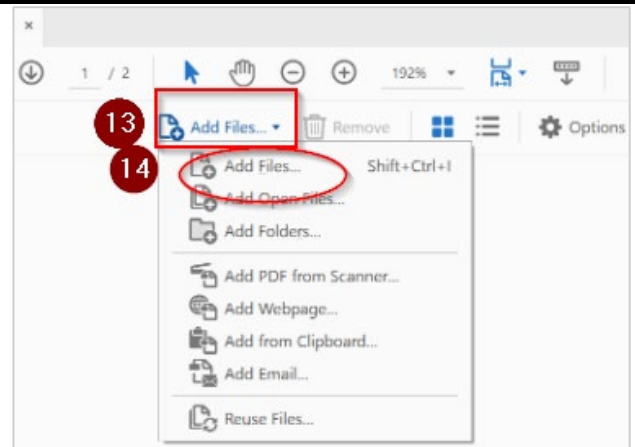 ×
1 / 2 192%
13 Add Files... Remove Options
14 Add Files... Shift+Ctrl+I
Add Open Files...
Add Folders...
Add PDF from Scanner...
Add Webpage...
Add from Clipboard...
Add Email...
Reuse Files...